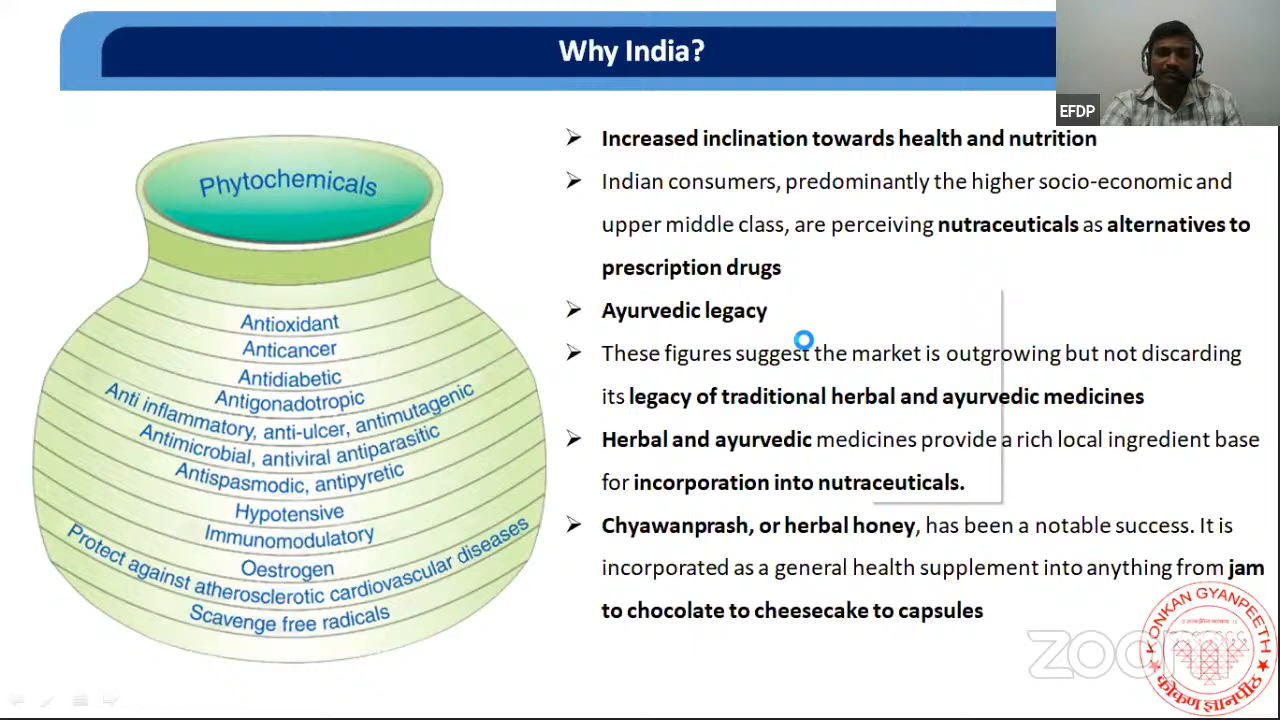 Why India?
EFDP
Phytochemicals
Antioxidant
Anticancer
Antidiabetic
Antigonadotropic
Anti inflammatory, anti-ulcer, antimutagenic
Antimicrobial, antiviral antiparasitic
Antispasmodic, antipyretic
Hypotensive
Immunomodulatory
Oestrogen
Protect against atherosclerotic cardiovascular diseases
Scavenge free radicals
➢ Increased inclination towards health and nutrition
➢ Indian consumers, predominantly the higher socio-economic and
upper middle class, are perceiving nutraceuticals as alternatives to
prescription drugs
➢ Ayurvedic legacy
➢ These figures suggest the market is outgrowing but not discarding
its legacy of traditional herbal and ayurvedic medicines
➢ Herbal and ayurvedic medicines provide a rich local ingredient base
for incorporation into nutraceuticals.
➢ Chyawanprash, or herbal honey, has been a notable success. It is
incorporated as a general health supplement into anything from jam
to chocolate to cheesecake to capsules
zoom
KONKAN GYANPEETH
कोकण ज्ञानपीठ